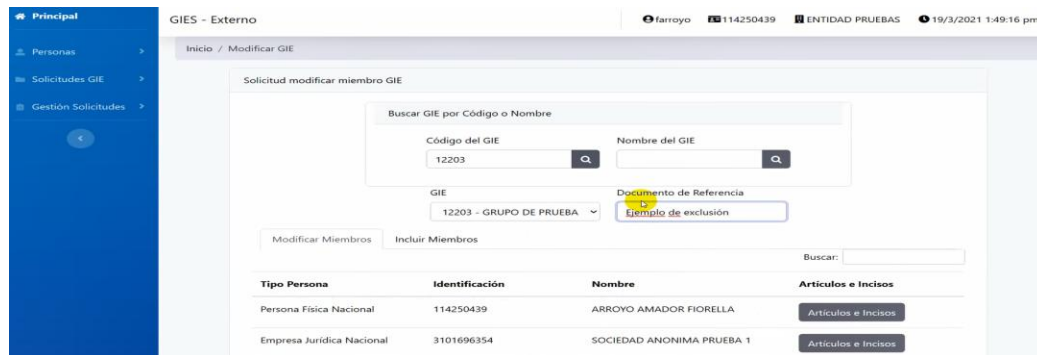 Principal
GIES - Externo
farroyo 114250439 ENTIDAD PRUEBAS 19/3/2021 1:49:16 pm
Personas
Inicio / Modificar GIE
Solicitudes GIE
Solicitud modificar miembro GIE
Gestión Solicitudes
Buscar GIE por Código o Nombre
Código del GIE Nombre del GIE
12203
GIE Documento de Referencia
12203 - GRUPO DE PRUEBA Ejemplo de exclusión
Modificar Miembros Incluir Miembros
Buscar:
Tipo Persona Identificación Nombre Artículos e Incisos
Persona Física Nacional 114250439 ARROYO AMADOR FIORELLA Artículos e Incisos
Empresa Jurídica Nacional 3101696354 SOCIEDAD ANONIMA PRUEBA 1 Artículos e Incisos